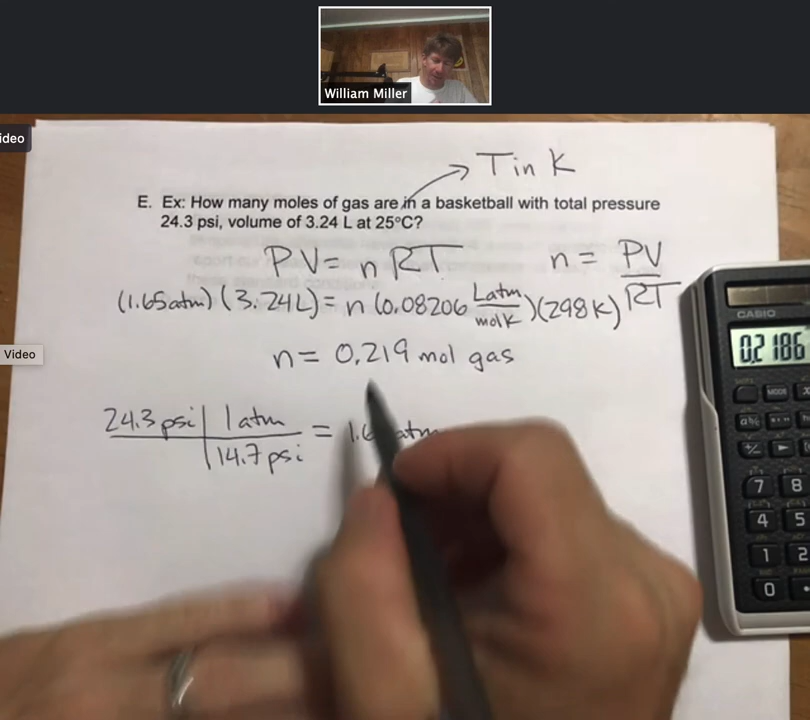 William Miller
ideo
T in K
E. Ex: How many moles of gas are in a basketball with total pressure
24.3 psi, volume of 3.24 L at 25°C?
PV = nRT
n = PV
RT
(1.65atm)(3.24L) = n (0.08206 Latm
molK )(298K)
CASIO
0.2186
Video
n = 0.219 mol gas
MODE
24.3 psi 1 atm
14.7 psi = atm
7 8
4 5
1 2
0